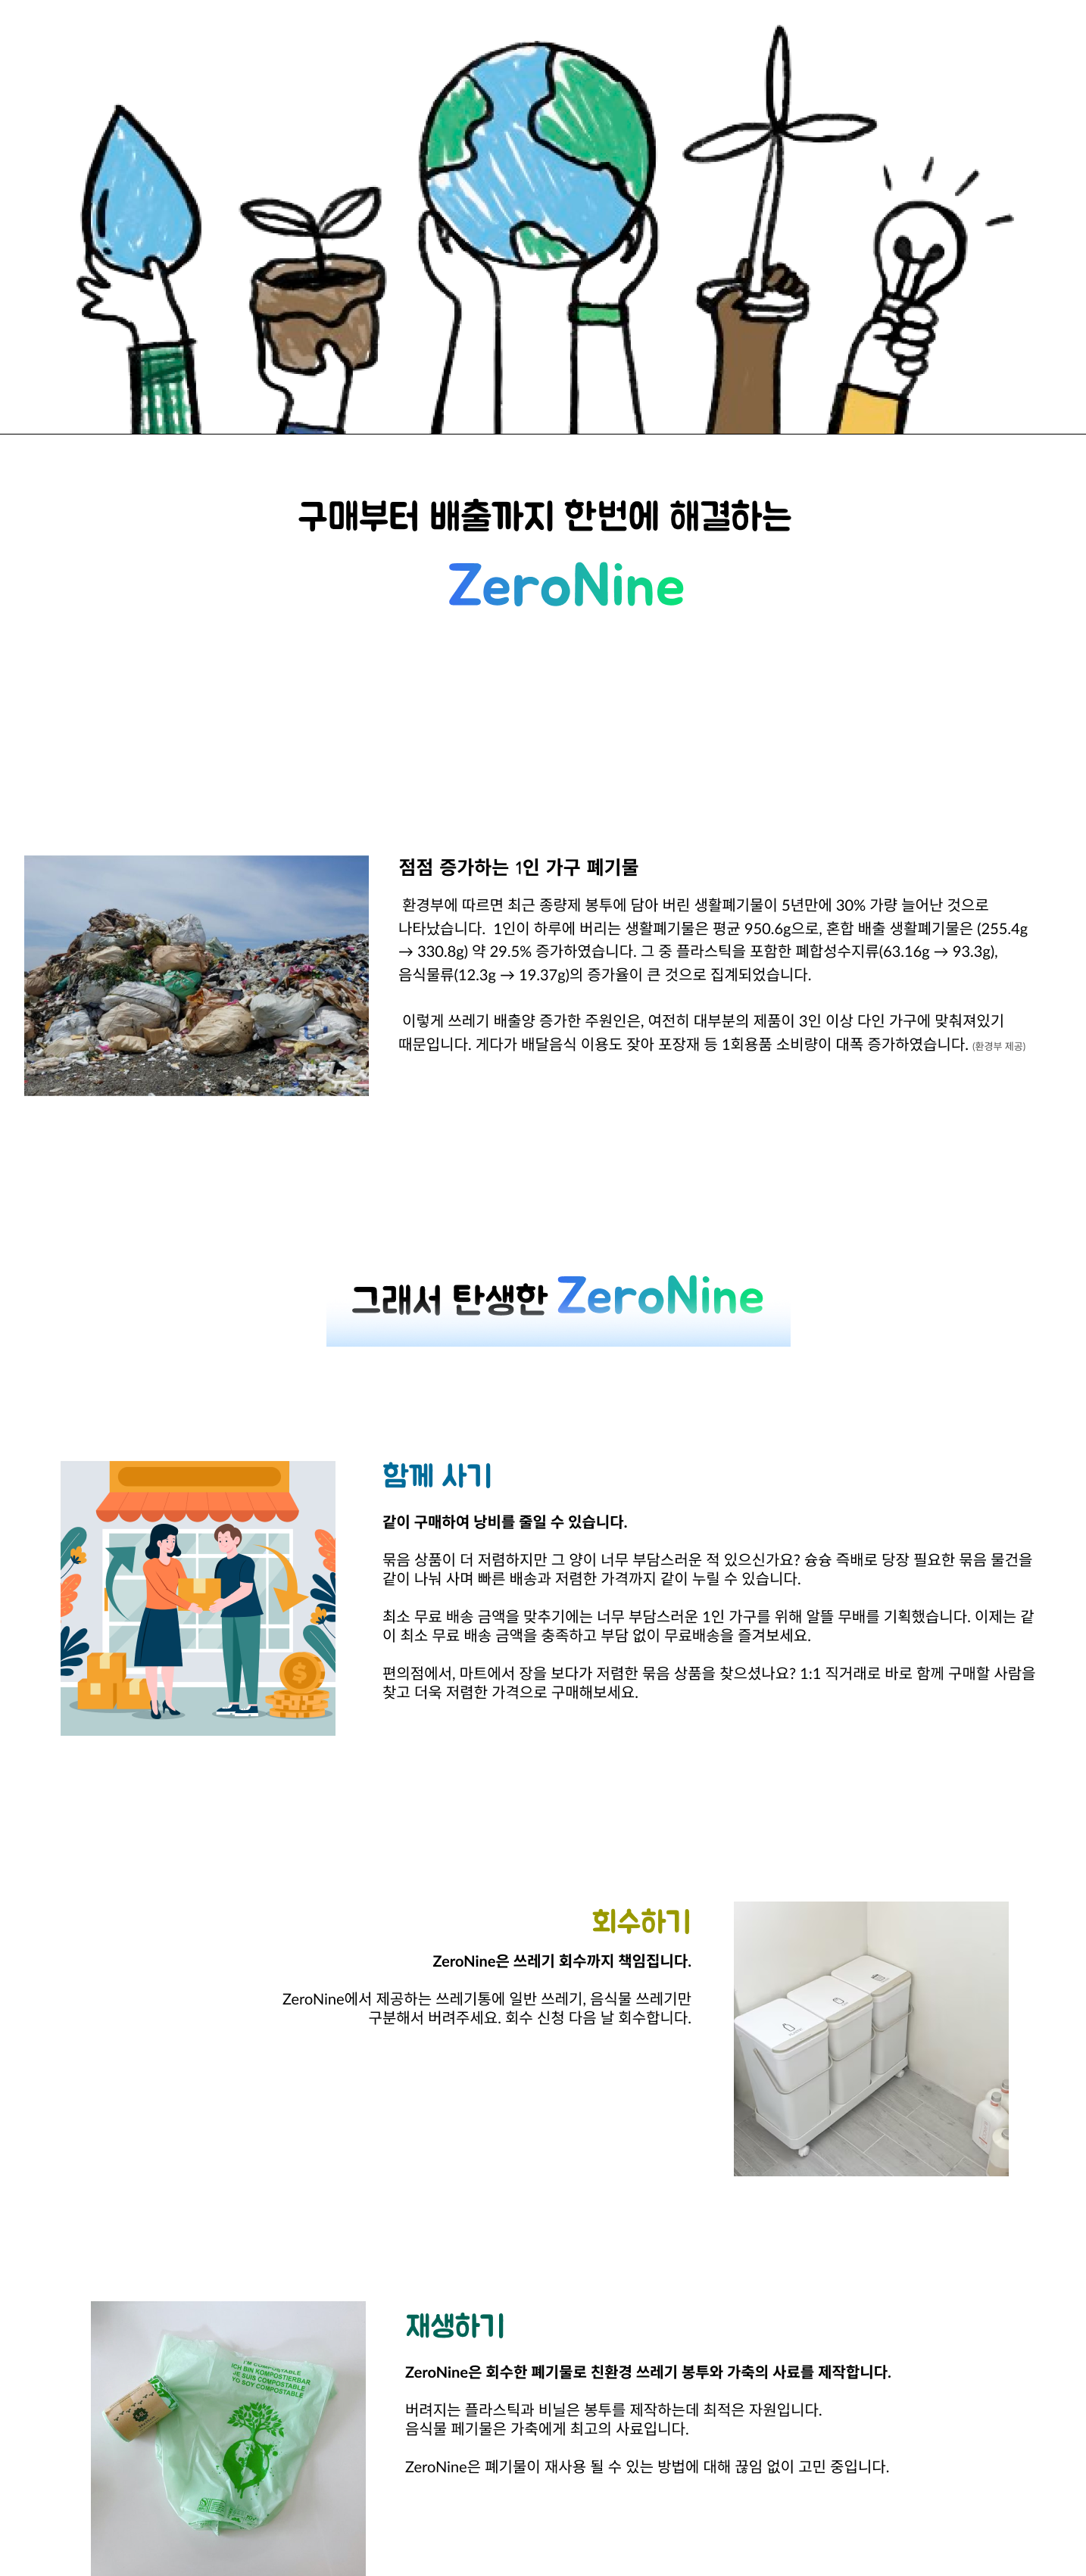 구매부터 배출까지 한번에 해결하는
ZeroNine
점점 증가하는 1인 가구 폐기물
환경부에 따르면 최근 종량제 봉투에 담아 버린 생활폐기물이 5년만에 30% 가량 늘어난 것으로
나타났습니다. 1인이 하루에 버리는 생활폐기물은 평균 950.6g으로, 혼합 배출 생활폐기물은 (255.4g
→ 330.8g) 약 29.5% 증가하였습니다. 그 중 플라스틱을 포함한 폐합성수지류(63.16g → 93.3g),
음식물류(12.3g → 19.37g)의 증가율이 큰 것으로 집계되었습니다.
이렇게 쓰레기 배출양 증가한 주원인은, 여전히 대부분의 제품이 3인 이상 다인 가구에 맞춰져있기
때문입니다. 게다가 배달음식 이용도 잦아 포장재 등 1회용품 소비량이 대폭 증가하였습니다. (환경부 제공)
그래서 탄생한 ZeroNine
함께 사기
같이 구매하여 낭비를 줄일 수 있습니다.
묶음 상품이 더 저렴하지만 그 양이 너무 부담스러운 적 있으신가요? 슝슝 즉배로 당장 필요한 묶음 물건을
같이 나눠 사며 빠른 배송과 저렴한 가격까지 같이 누릴 수 있습니다.
최소 무료 배송 금액을 맞추기에는 너무 부담스러운 1인 가구를 위해 알뜰 무배를 기획했습니다. 이제는 같
이 최소 무료 배송 금액을 충족하고 부담 없이 무료배송을 즐겨보세요.
편의점에서, 마트에서 장을 보다가 저렴한 묶음 상품을 찾으셨나요? 1:1 직거래로 바로 함께 구매할 사람을
찾고 더욱 저렴한 가격으로 구매해보세요.
회수하기
ZeroNine은 쓰레기 회수까지 책임집니다.
ZeroNine에서 제공하는 쓰레기통에 일반 쓰레기, 음식물 쓰레기만
구분해서 버려주세요. 회수 신청 다음 날 회수합니다.
재생하기
I'M COMPOSTABLE
ICH BIN KOMPOSTIERBAR
JE SUIS COMPOSTABLE
YO SOY COMPOSTABLE
ZeroNine은 회수한 폐기물로 친환경 쓰레기 봉투와 가축의 사료를 제작합니다.
버려지는 플라스틱과 비닐은 봉투를 제작하는데 최적은 자원입니다.
음식물 페기물은 가축에게 최고의 사료입니다.
ZeroNine은 폐기물이 재사용 될 수 있는 방법에 대해 끊임 없이 고민 중입니다.